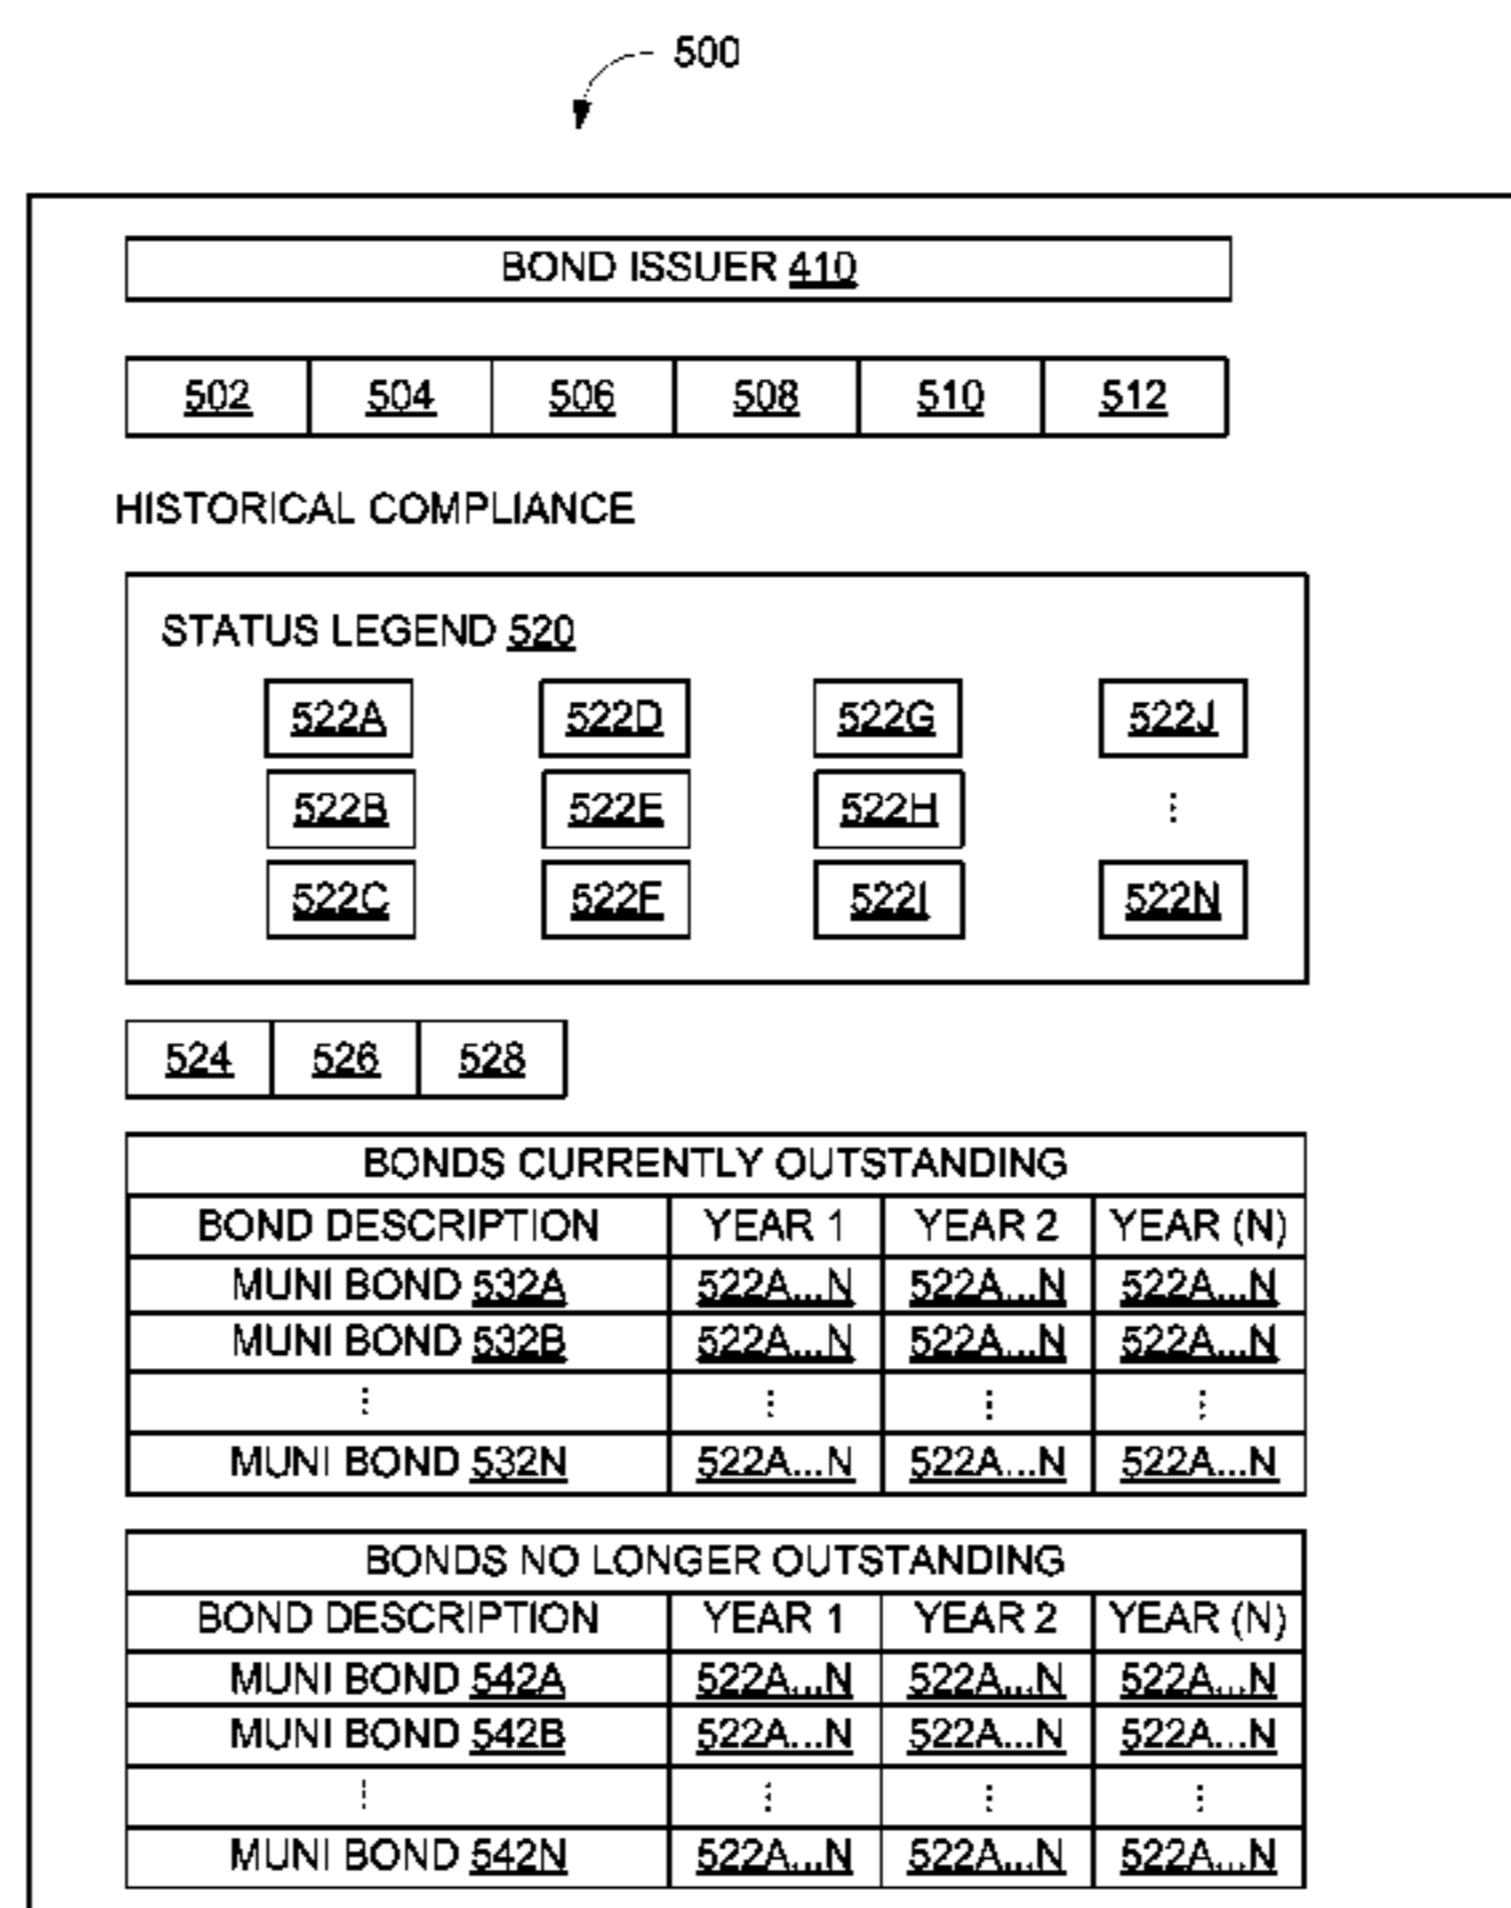 500
BOND ISSUER 410
502 504 506 508 510 512
HISTORICAL COMPLIANCE
STATUS LEGEND 520
522A 522D 522G 522J
522B 522E 522H ⋮
522C 522F 522I 522N
524 526 528
BONDS CURRENTLY OUTSTANDING
BOND DESCRIPTION YEAR 1 YEAR 2 YEAR (N)
MUNI BOND 532A 522A...N 522A...N 522A...N
MUNI BOND 532B 522A...N 522A...N 522A...N
⋮ ⋮ ⋮ ⋮
MUNI BOND 532N 522A...N 522A...N 522A...N
BONDS NO LONGER OUTSTANDING
BOND DESCRIPTION YEAR 1 YEAR 2 YEAR (N)
MUNI BOND 542A 522A...N 522A...N 522A...N
MUNI BOND 542B 522A...N 522A...N 522A...N
⋮ ⋮ ⋮ ⋮
MUNI BOND 542N 522A...N 522A...N 522A...N